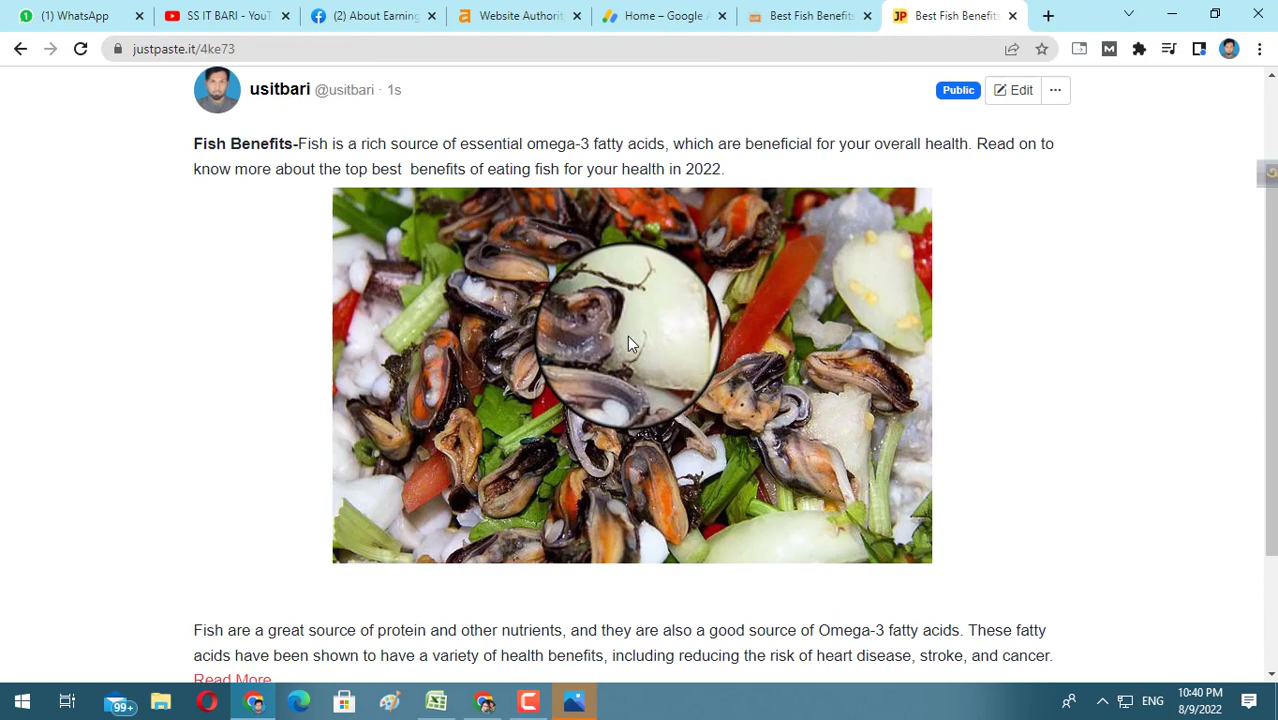 (1) WhatsApp
SS IT BARI - YouT
(2) About Earning
Website Authorit
Home – Google A
Best Fish Benefits
JP Best Fish Benefits
justpaste.it/4ke73
M
usitbari @usitbari · 1s
Public
Edit
Fish Benefits-Fish is a rich source of essential omega-3 fatty acids, which are beneficial for your overall health. Read on to
know more about the top best benefits of eating fish for your health in 2022.
Fish are a great source of protein and other nutrients, and they are also a good source of Omega-3 fatty acids. These fatty
acids have been shown to have a variety of health benefits, including reducing the risk of heart disease, stroke, and cancer.
Read More
99+
ENG
10:40 PM
8/9/2022